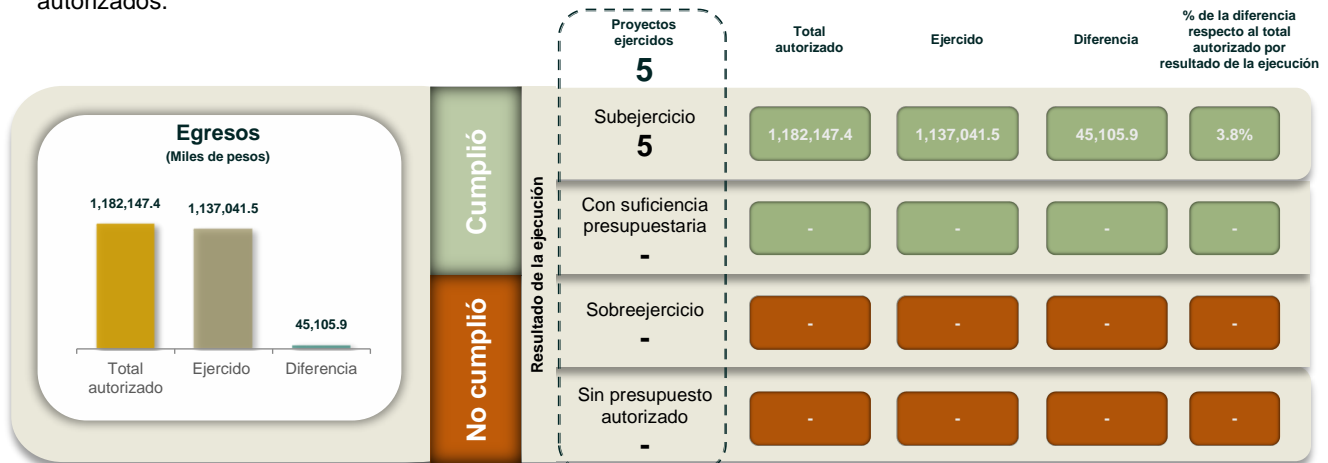 autorizados.
Proyectos
ejercidos
5
Total
autorizado
Ejercido
Diferencia
% de la diferencia
respecto al total
autorizado por
resultado de la ejecución
Egresos
(Miles de pesos)
1,182,147.4
1,137,041.5
45,105.9
Total
autorizado
Ejercido
Diferencia
Cumplió
No cumplió
Resultado de la ejecución
Subejercicio
5
1,182,147.4
1,137,041.5
45,105.9
3.8%
Con suficiencia
presupuestaria
-
-
-
-
-
Sobreejercicio
-
-
-
-
-
Sin presupuesto
autorizado
-
-
-
-
-